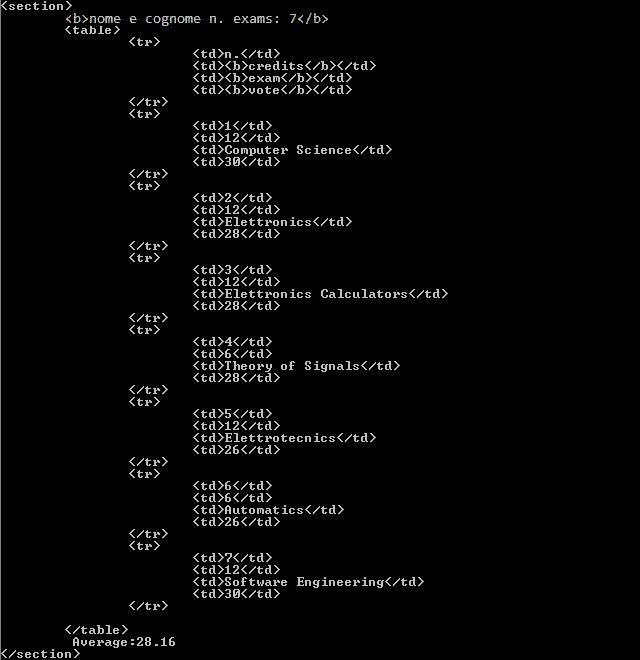 <section>
<b>nome e cognome n. exams: 7</b>
<table>
<tr>
<td>n.</td>
<td><b>credits</b></td>
<td><b>exam</b></td>
<td><b>vote</b></td>
</tr>
<tr>
<td>1</td>
<td>12</td>
<td>Computer Science</td>
<td>30</td>
</tr>
<tr>
<td>2</td>
<td>12</td>
<td>Elettronics</td>
<td>28</td>
</tr>
<tr>
<td>3</td>
<td>12</td>
<td>Elettronics Calculators</td>
<td>28</td>
</tr>
<tr>
<td>4</td>
<td>6</td>
<td>Theory of Signals</td>
<td>28</td>
</tr>
<tr>
<td>5</td>
<td>12</td>
<td>Elettrotecnics</td>
<td>26</td>
</tr>
<tr>
<td>6</td>
<td>6</td>
<td>Automatics</td>
<td>26</td>
</tr>
<tr>
<td>7</td>
<td>12</td>
<td>Software Engineering</td>
<td>30</td>
</tr>
</table>
Average:28.16
</section>